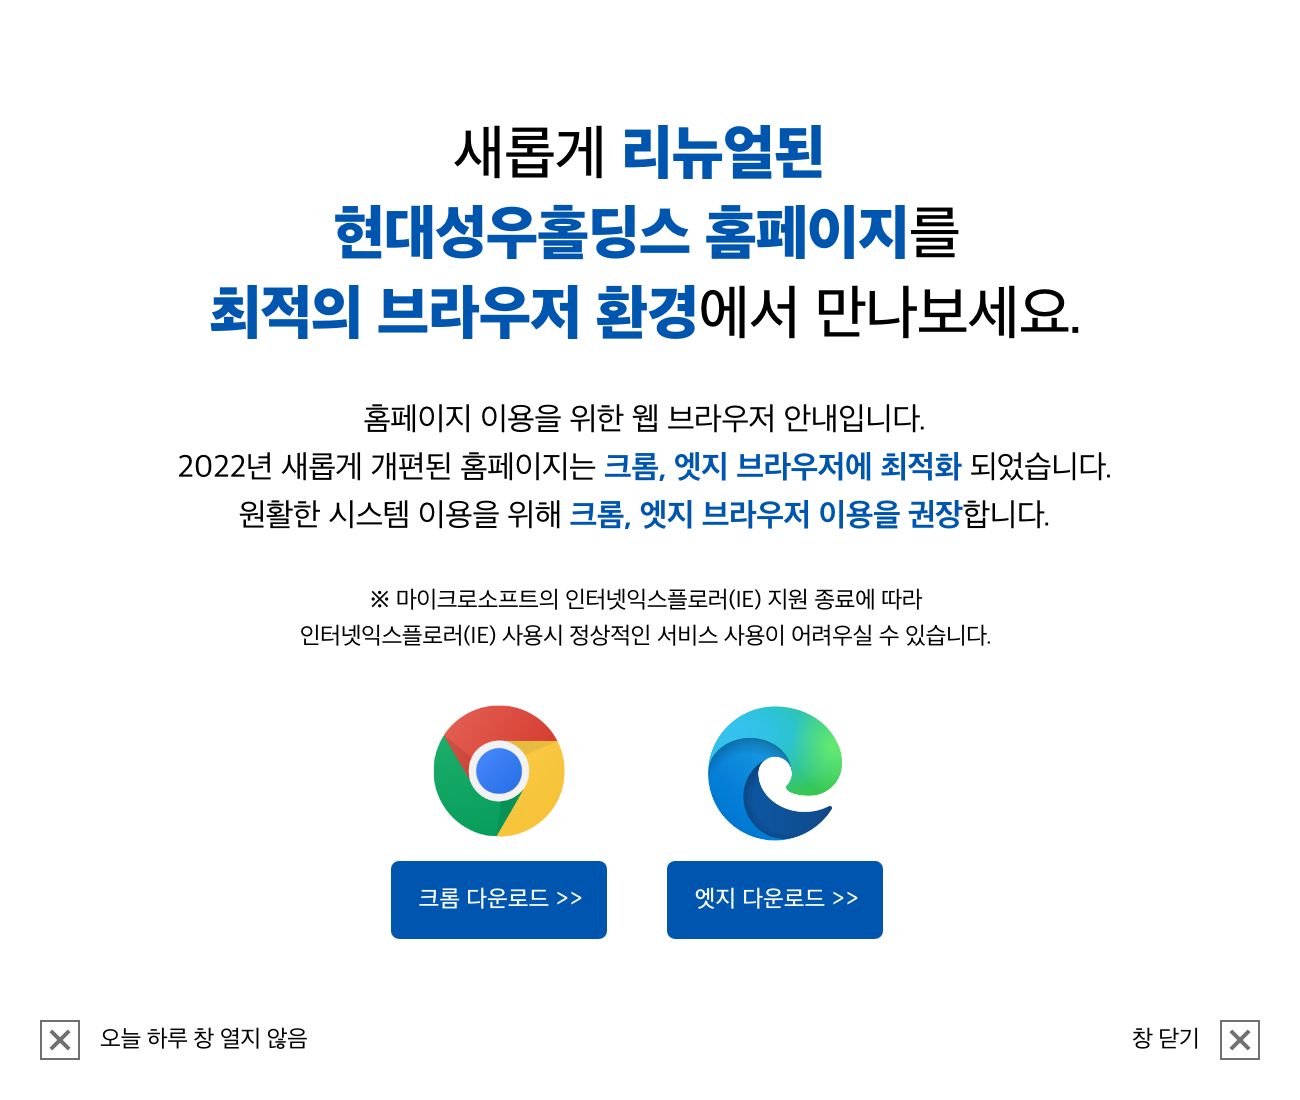 새롭게 리뉴얼된
현대성우홀딩스 홈페이지를
최적의 브라우저 환경에서 만나보세요.
홈페이지 이용을 위한 웹 브라우저 안내입니다.
2022년 새롭게 개편된 홈페이지는 크롬, 엣지 브라우저에 최적화 되었습니다.
원활한 시스템 이용을 위해 크롬, 엣지 브라우저 이용을 권장합니다.
※ 마이크로소프트의 인터넷익스플로러(IE) 지원 종료에 따라
인터넷익스플로러(IE) 사용시 정상적인 서비스 사용이 어려우실 수 있습니다.
크롬 다운로드 >>
엣지 다운로드 >>
오늘 하루 창 열지 않음
창 닫기